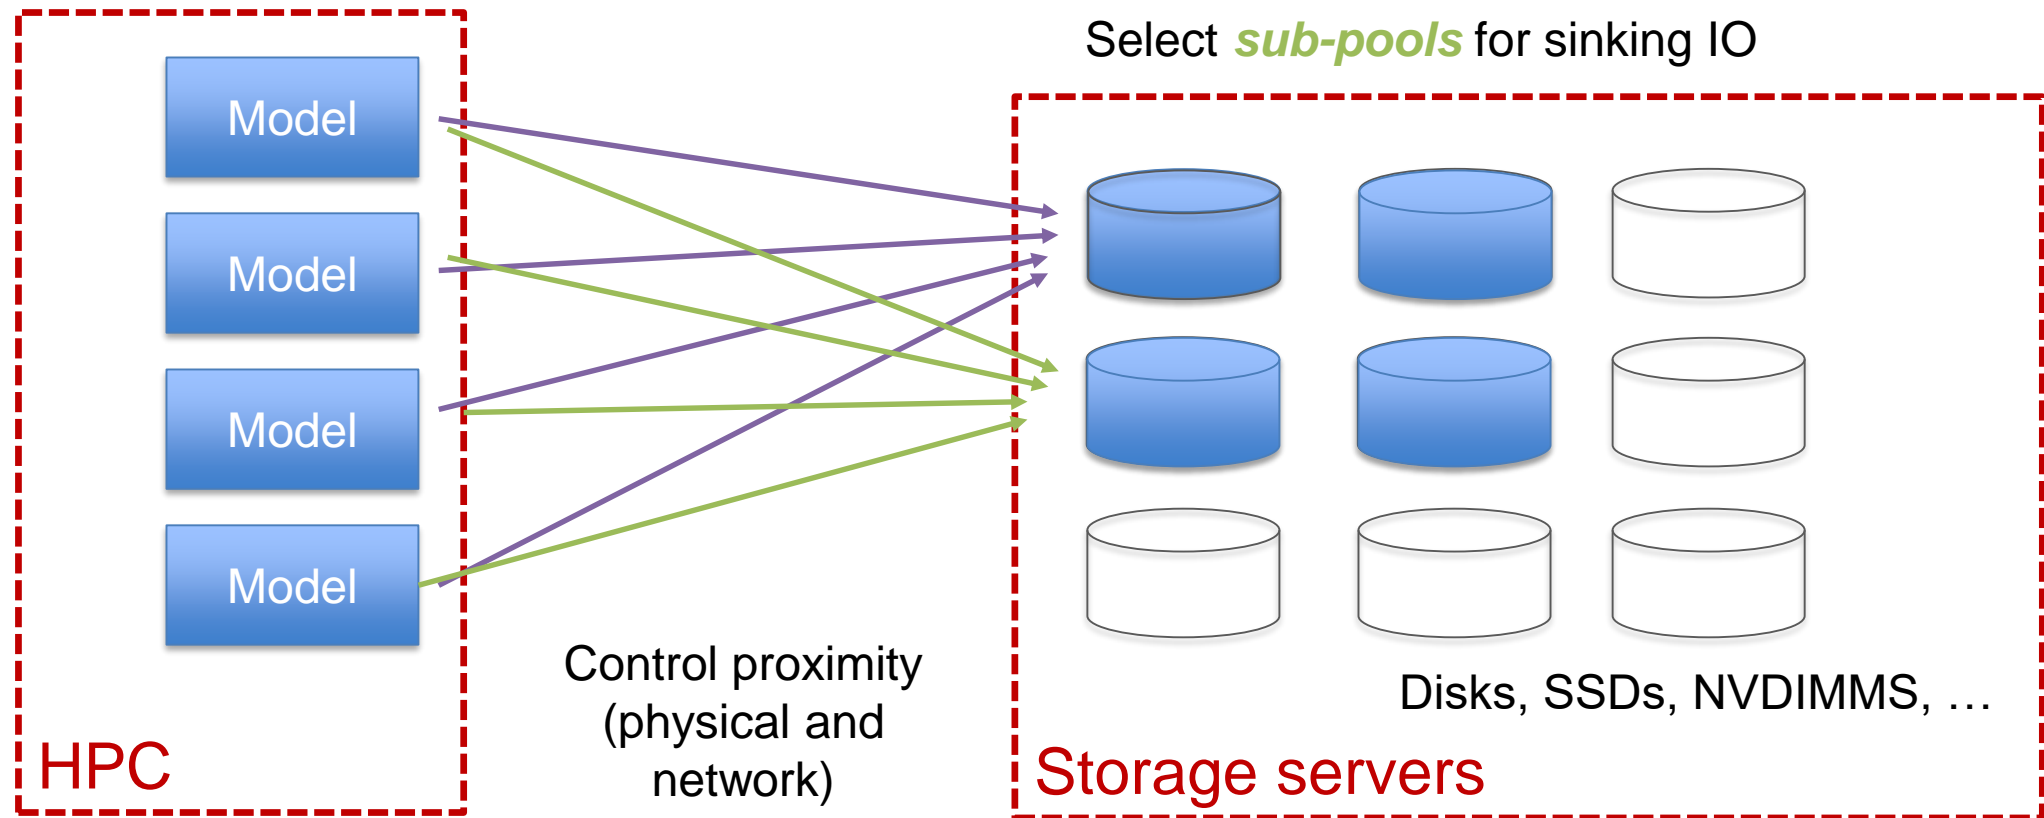 Select sub-pools for sinking IO
Model
Model
Model
Model
Control proximity
(physical and
network)
HPC
Disks, SSDs, NVDIMMS, …
Storage servers